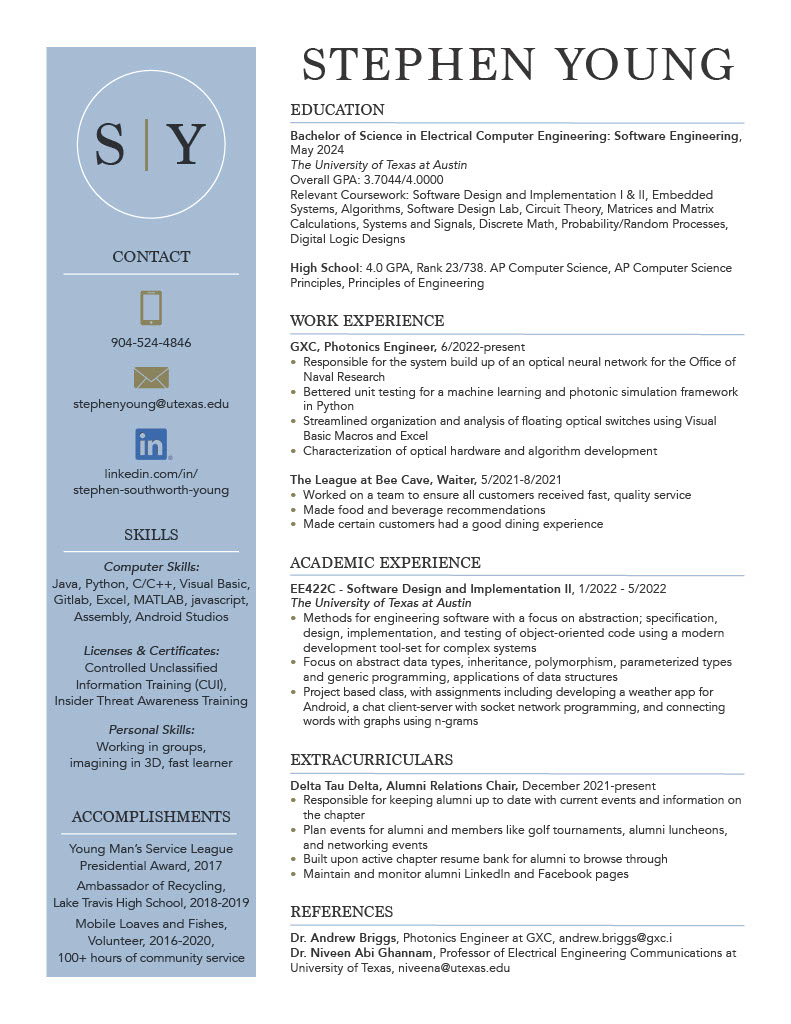 S | Y
CONTACT
904-524-4846
stephenyoung@utexas.edu
in
linkedin.com/in/
stephen-southworth-young
SKILLS
Computer Skills:
Java, Python, C/C++, Visual Basic,
Gitlab, Excel, MATLAB, javascript,
Assembly, Android Studios
Licenses & Certificates:
Controlled Unclassified
Information Training (CUI),
Insider Threat Awareness Training
Personal Skills:
Working in groups,
imagining in 3D, fast learner
ACCOMPLISHMENTS
Young Man's Service League
Presidential Award, 2017
Ambassador of Recycling,
Lake Travis High School, 2018-2019
Mobile Loaves and Fishes,
Volunteer, 2016-2020,
100+ hours of community service
STEPHEN YOUNG
EDUCATION
Bachelor of Science in Electrical Computer Engineering: Software Engineering,
May 2024
The University of Texas at Austin
Overall GPA: 3.7044/4.0000
Relevant Coursework: Software Design and Implementation I & II, Embedded
Systems, Algorithms, Software Design Lab, Circuit Theory, Matrices and Matrix
Calculations, Systems and Signals, Discrete Math, Probability/Random Processes,
Digital Logic Designs
High School: 4.0 GPA, Rank 23/738. AP Computer Science, AP Computer Science
Principles, Principles of Engineering
WORK EXPERIENCE
GXC, Photonics Engineer, 6/2022-present
• Responsible for the system build up of an optical neural network for the Office of
Naval Research
• Bettered unit testing for a machine learning and photonic simulation framework
in Python
• Streamlined organization and analysis of floating optical switches using Visual
Basic Macros and Excel
• Characterization of optical hardware and algorithm development
The League at Bee Cave, Waiter, 5/2021-8/2021
• Worked on a team to ensure all customers received fast, quality service
• Made food and beverage recommendations
• Made certain customers had a good dining experience
ACADEMIC EXPERIENCE
EE422C - Software Design and Implementation II, 1/2022 - 5/2022
The University of Texas at Austin
• Methods for engineering software with a focus on abstraction; specification,
design, implementation, and testing of object-oriented code using a modern
development tool-set for complex systems
• Focus on abstract data types, inheritance, polymorphism, parameterized types
and generic programming, applications of data structures
• Project based class, with assignments including developing a weather app for
Android, a chat client-server with socket network programming, and connecting
words with graphs using n-grams
EXTRACURRICULARS
Delta Tau Delta, Alumni Relations Chair, December 2021-present
• Responsible for keeping alumni up to date with current events and information on
the chapter
• Plan events for alumni and members like golf tournaments, alumni luncheons,
and networking events
• Built upon active chapter resume bank for alumni to browse through
• Maintain and monitor alumni LinkedIn and Facebook pages
REFERENCES
Dr. Andrew Briggs, Photonics Engineer at GXC, andrew.briggs@gxc.i
Dr. Niveen Abi Ghannam, Professor of Electrical Engineering Communications at
University of Texas, niveena@utexas.edu